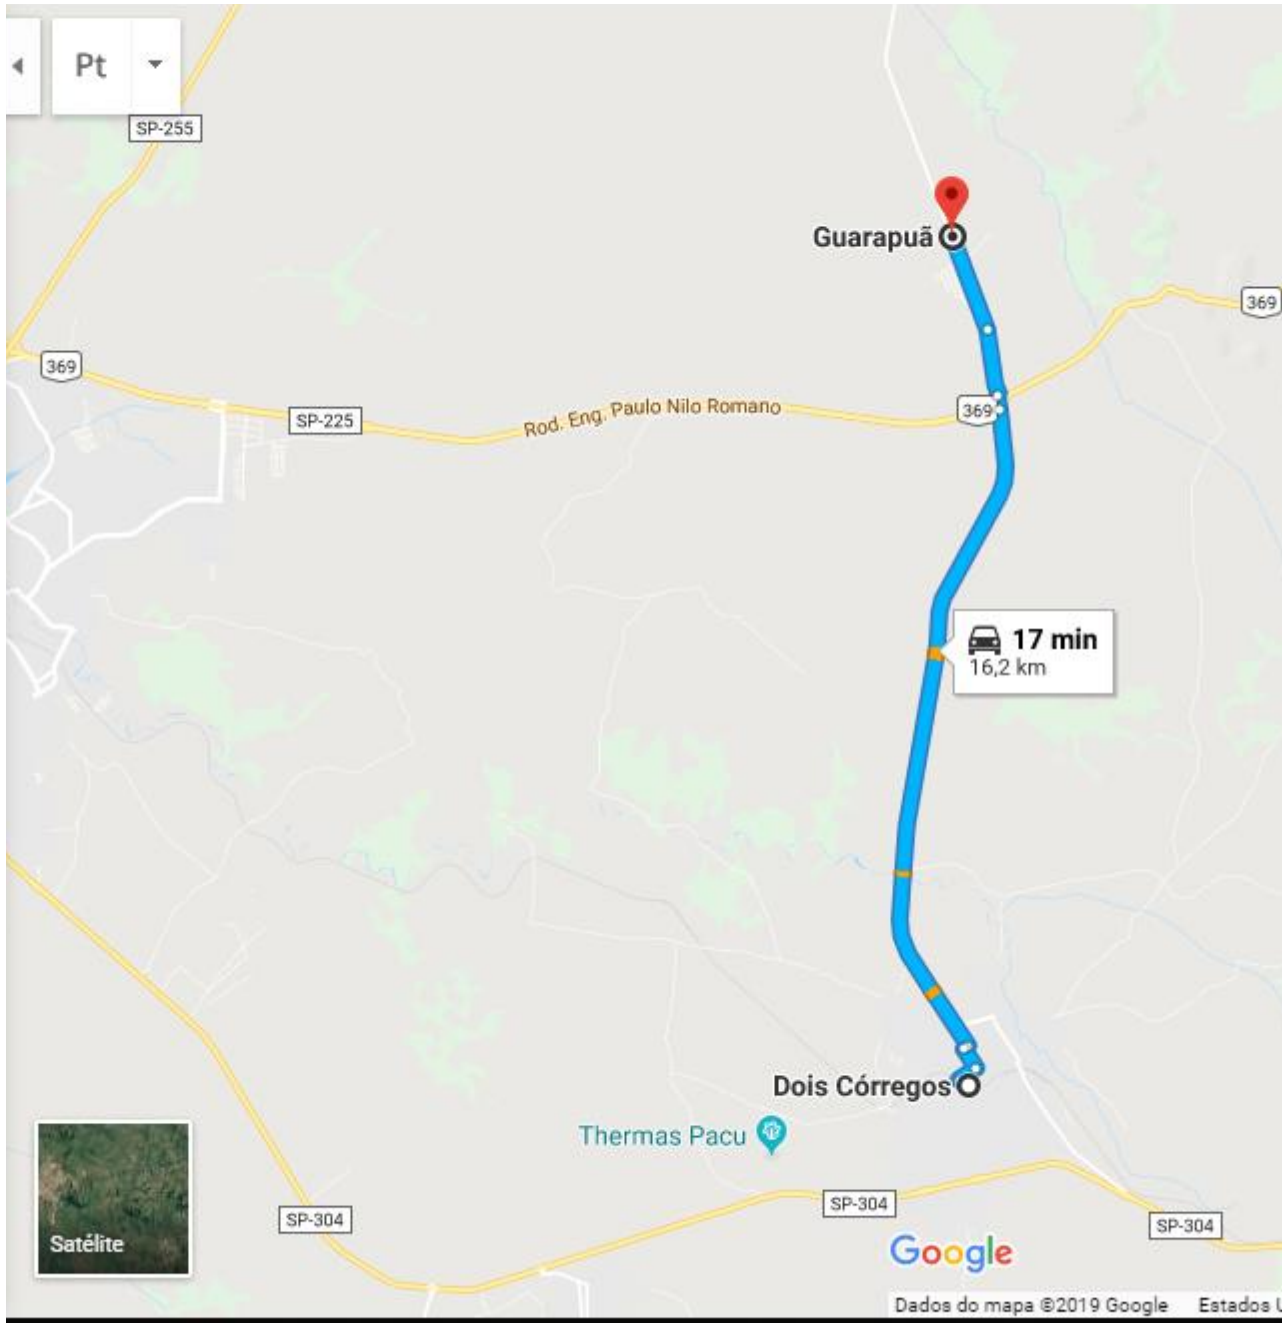 Pt
SP-255
Guarapuã
369
369
SP-225
Rod. Eng. Paulo Nilo Romano
369
17 min
16,2 km
Dois Córregos
Thermas Pacu
SP-304
SP-304
SP-304
Satélite
Google
Dados do mapa ©2019 Google
Estados